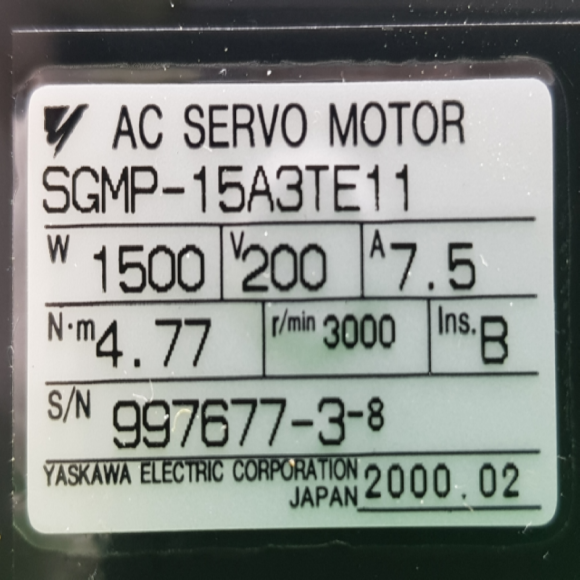 AC SERVO MOTOR
SGMP-15A3TE11
W 1500 V 200 A 7.5
N·m 4.77 r/min 3000 Ins. B
S/N 997677-3-8
YASKAWA ELECTRIC CORPORATION
JAPAN 2000.02